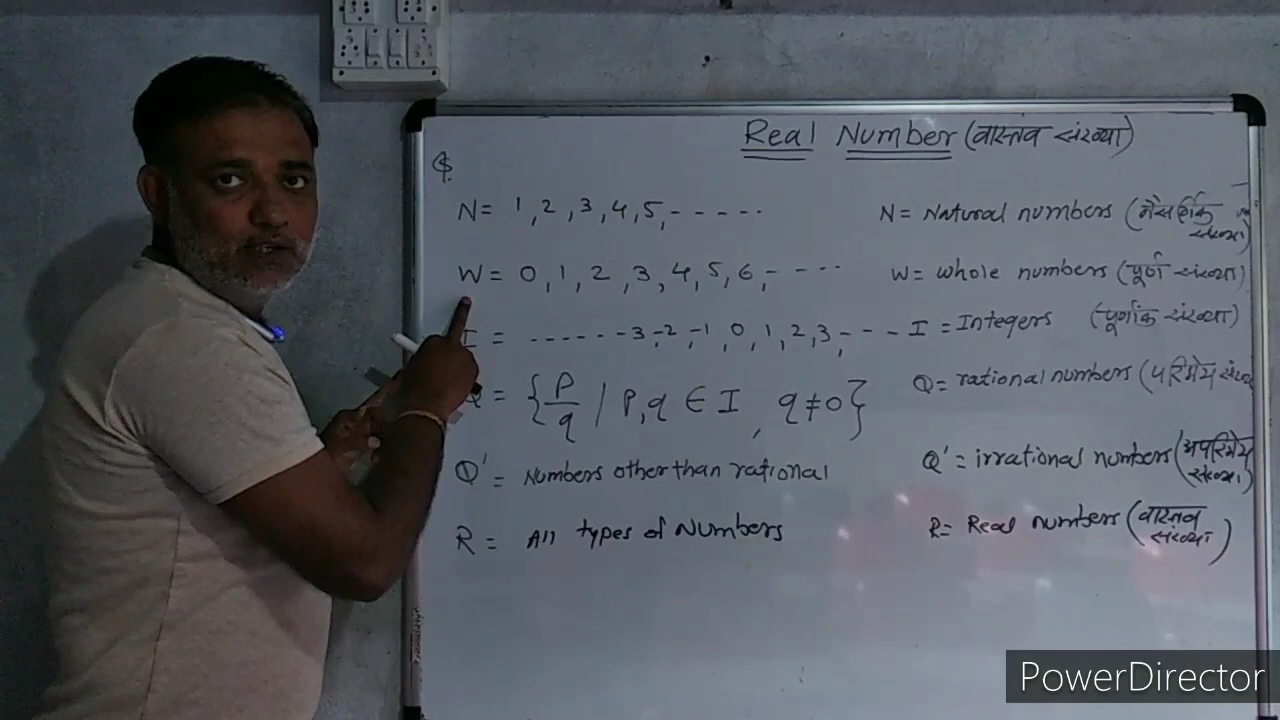 Real Number (वास्तव संख्या)
Q.
N = 1, 2, 3, 4, 5, ----- N = Natural numbers (नैसर्गिक संख्या)
W = 0, 1, 2, 3, 4, 5, 6, ---- W = whole numbers (पूर्ण संख्या)
I = ------ -3, -2, -1, 0, 1, 2, 3, --- I = Integers (पूर्णांक संख्या)
Q = {p/q / p, q ∈ I, q ≠ 0} Q = rational numbers (परिमेय
Q' = Numbers other than rational Q' = irrational numbers (अपरिमेय संख्या)
R = All types of Numbers R = Real numbers (वास्तव संख्या)
PowerDirector